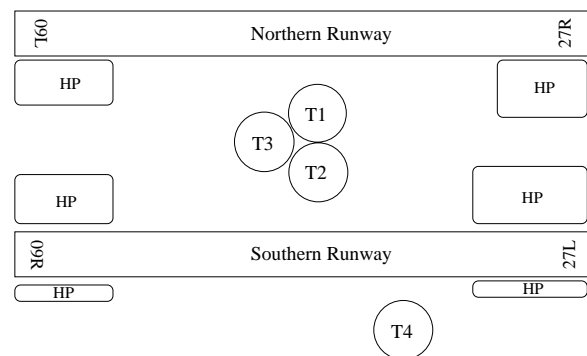 09L Northern Runway 27R
HP HP
T1
T3
T2
HP HP
09R Southern Runway 27L
HP HP
T4